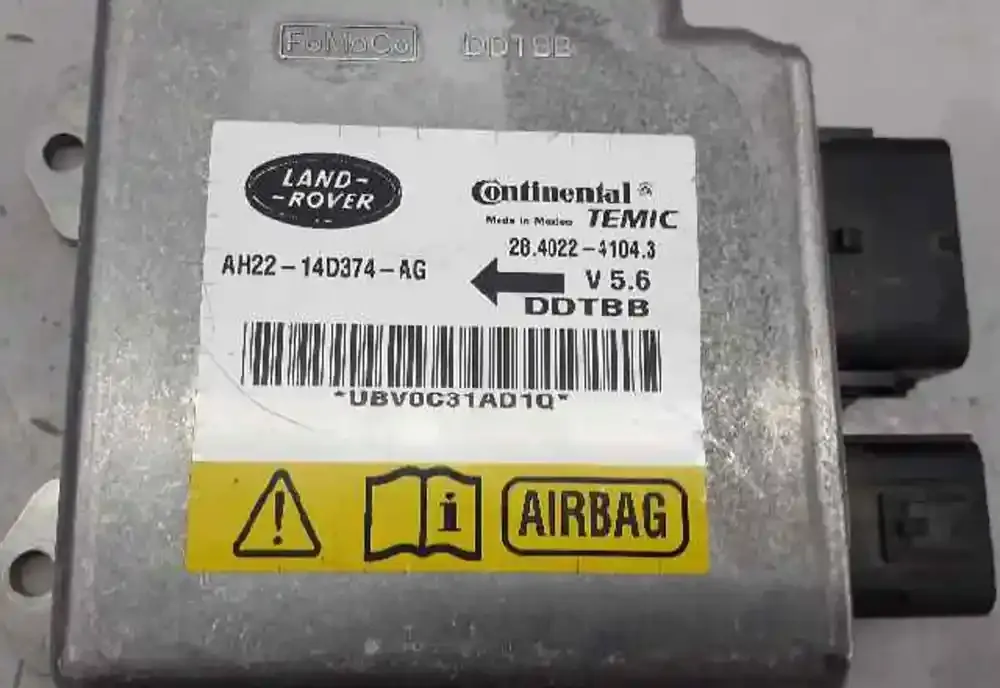 FoMoCo DDTBB
LAND-
-ROVER
Continental
Made in Mexico TEMIC
28.4022-4104.3
AH22-14D374-AG
V 5.6
DDTBB
*UBV0C31AD1Q*
i AIRBAG